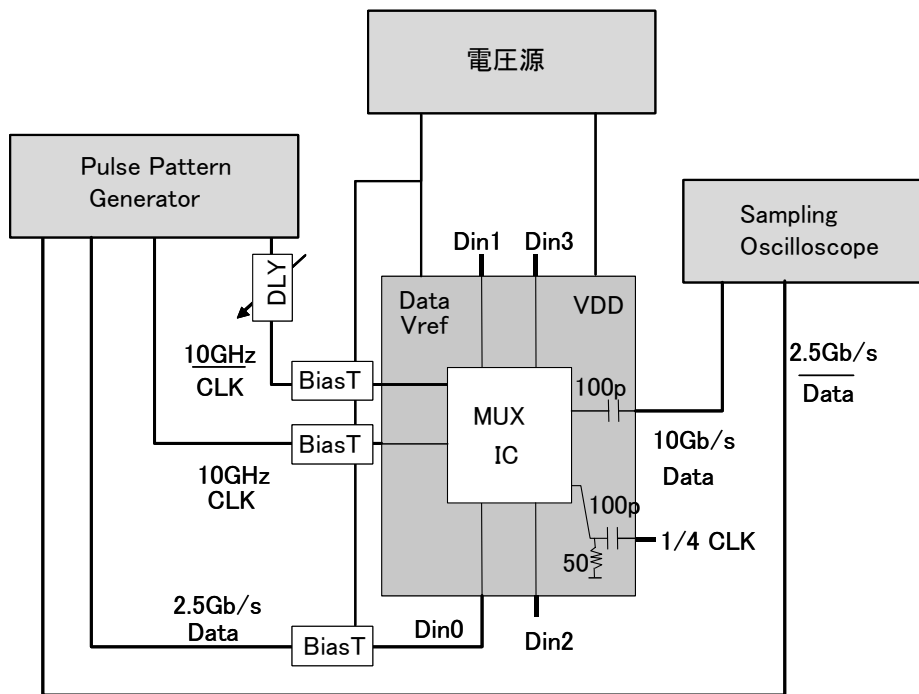 電圧源
Pulse Pattern
Generator
Sampling
Oscilloscope
Din1
Din3
DLY
Data
Vref
VDD
10GHz
CLK
BiasT
2.5Gb/s
Data
100p
MUX
IC
BiasT
10Gb/s
Data
10GHz
CLK
100p
1/4 CLK
50
2.5Gb/s
Data
BiasT
Din0
Din2